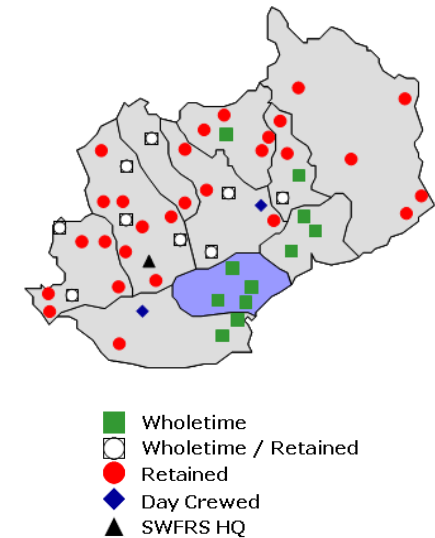 Wholetime
Wholetime / Retained
Retained
Day Crewed
SWFRS HQ